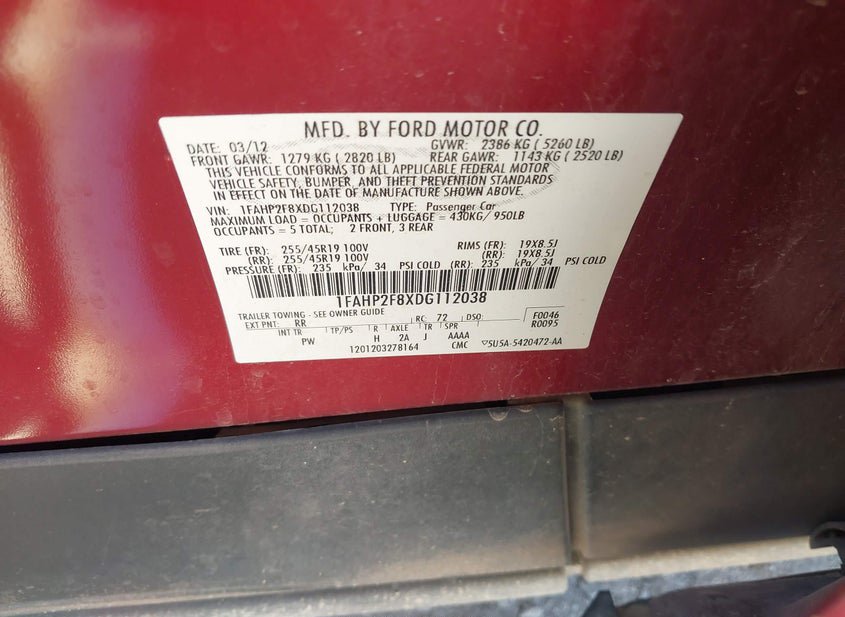 MFD. BY FORD MOTOR CO.
DATE: 03/12 GVWR: 2386 KG ( 5260 LB)
FRONT GAWR: 1279 KG ( 2820 LB) REAR GAWR: 1143 KG ( 2520 LB)
THIS VEHICLE CONFORMS TO ALL APPLICABLE FEDERAL MOTOR
VEHICLE SAFETY, BUMPER, AND THEFT PREVENTION STANDARDS
IN EFFECT ON THE DATE OF MANUFACTURE SHOWN ABOVE.
VIN: 1FAHP2F8XDG112038 TYPE: Passenger Car
MAXIMUM LOAD = OCCUPANTS + LUGGAGE = 430KG/ 950LB
OCCUPANTS = 5 TOTAL; 2 FRONT, 3 REAR
TIRE (FR): 255/45R19 100V RIMS (FR): 19X8.5J
(RR): 255/45R19 100V (RR): 19X8.5J
PRESSURE (FR): 235 kPa/ 34 PSI COLD (RR): 235 kPa/ 34 PSI COLD
1FAHP2F8XDG112038
TRAILER TOWING - SEE OWNER GUIDE F0046
EXT PNT: RR RC: 72 DSO: R0095
INT TR TP/PS R AXLE TR SPR
PW H 2A J AAAA
1201203278164 CMC 5U5A-5420472-AA